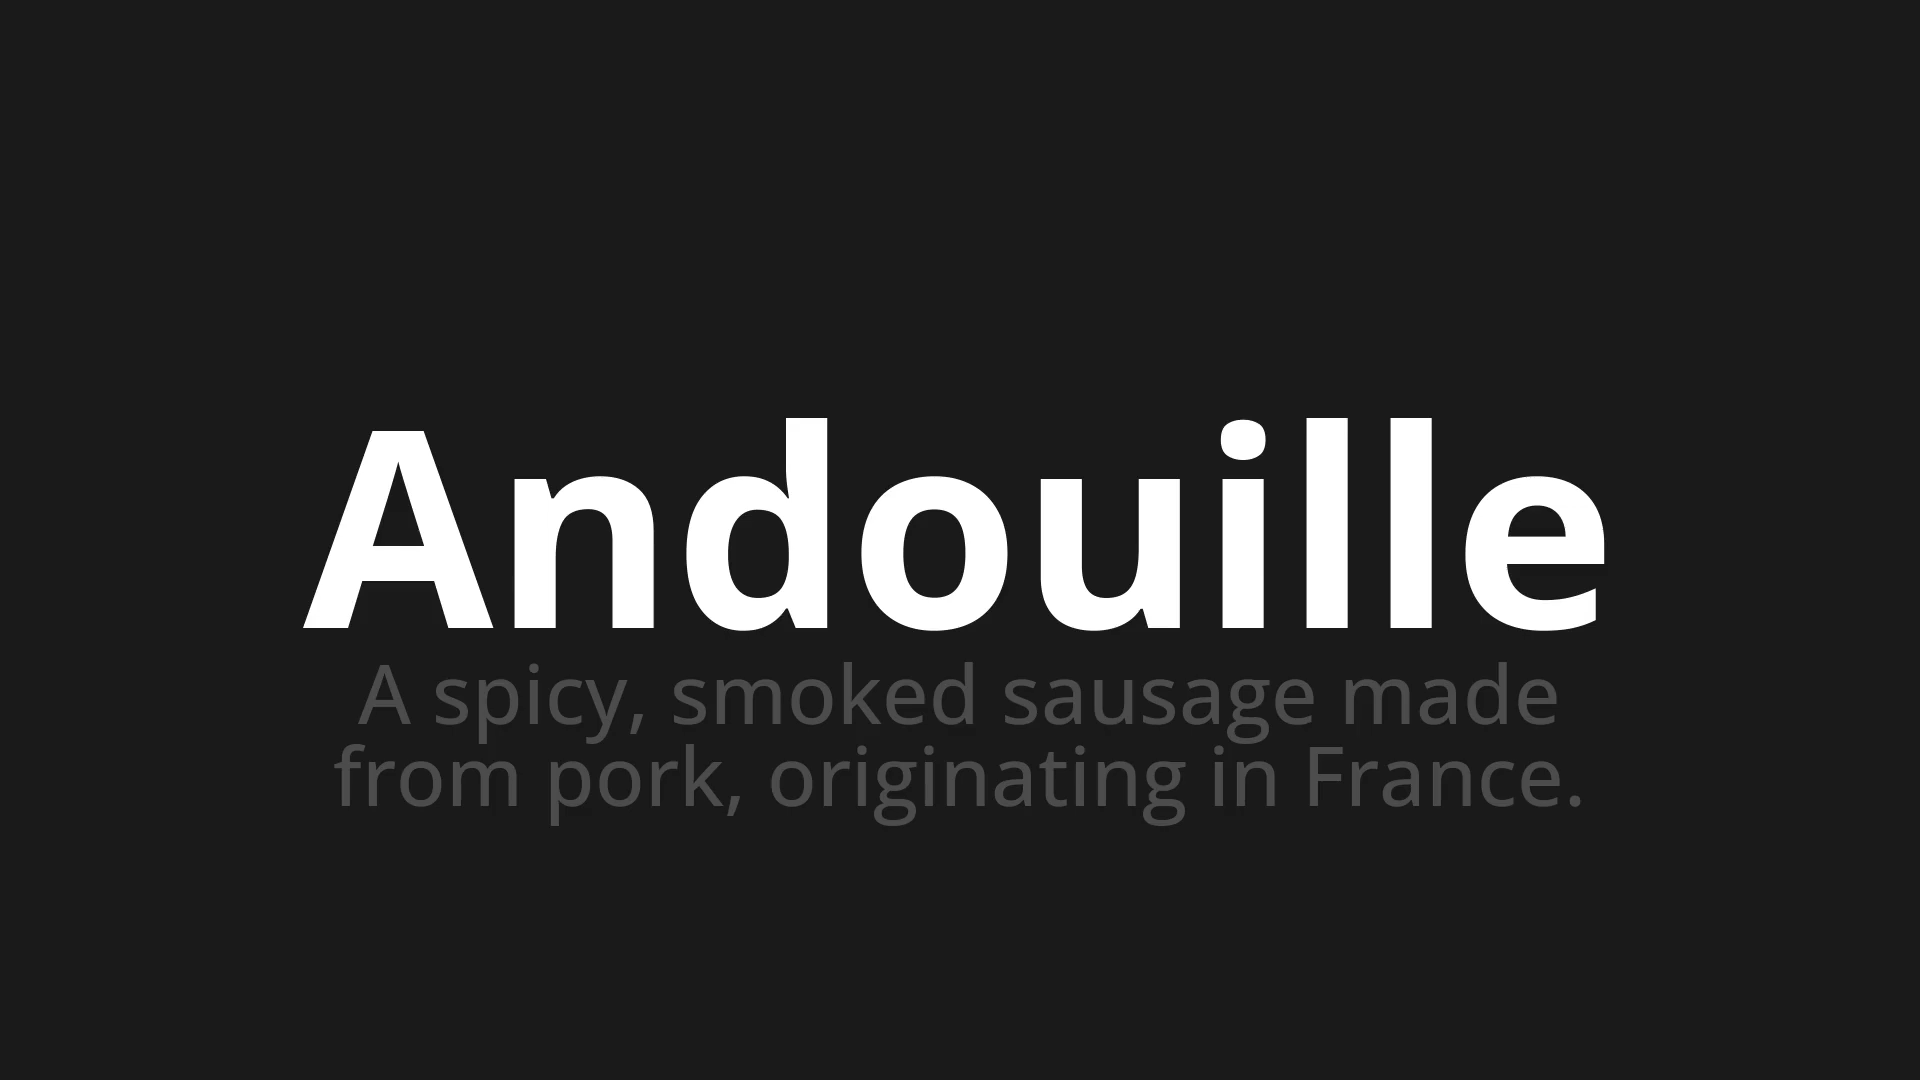 Andouille
A spicy, smoked sausage made
from pork, originating in France.